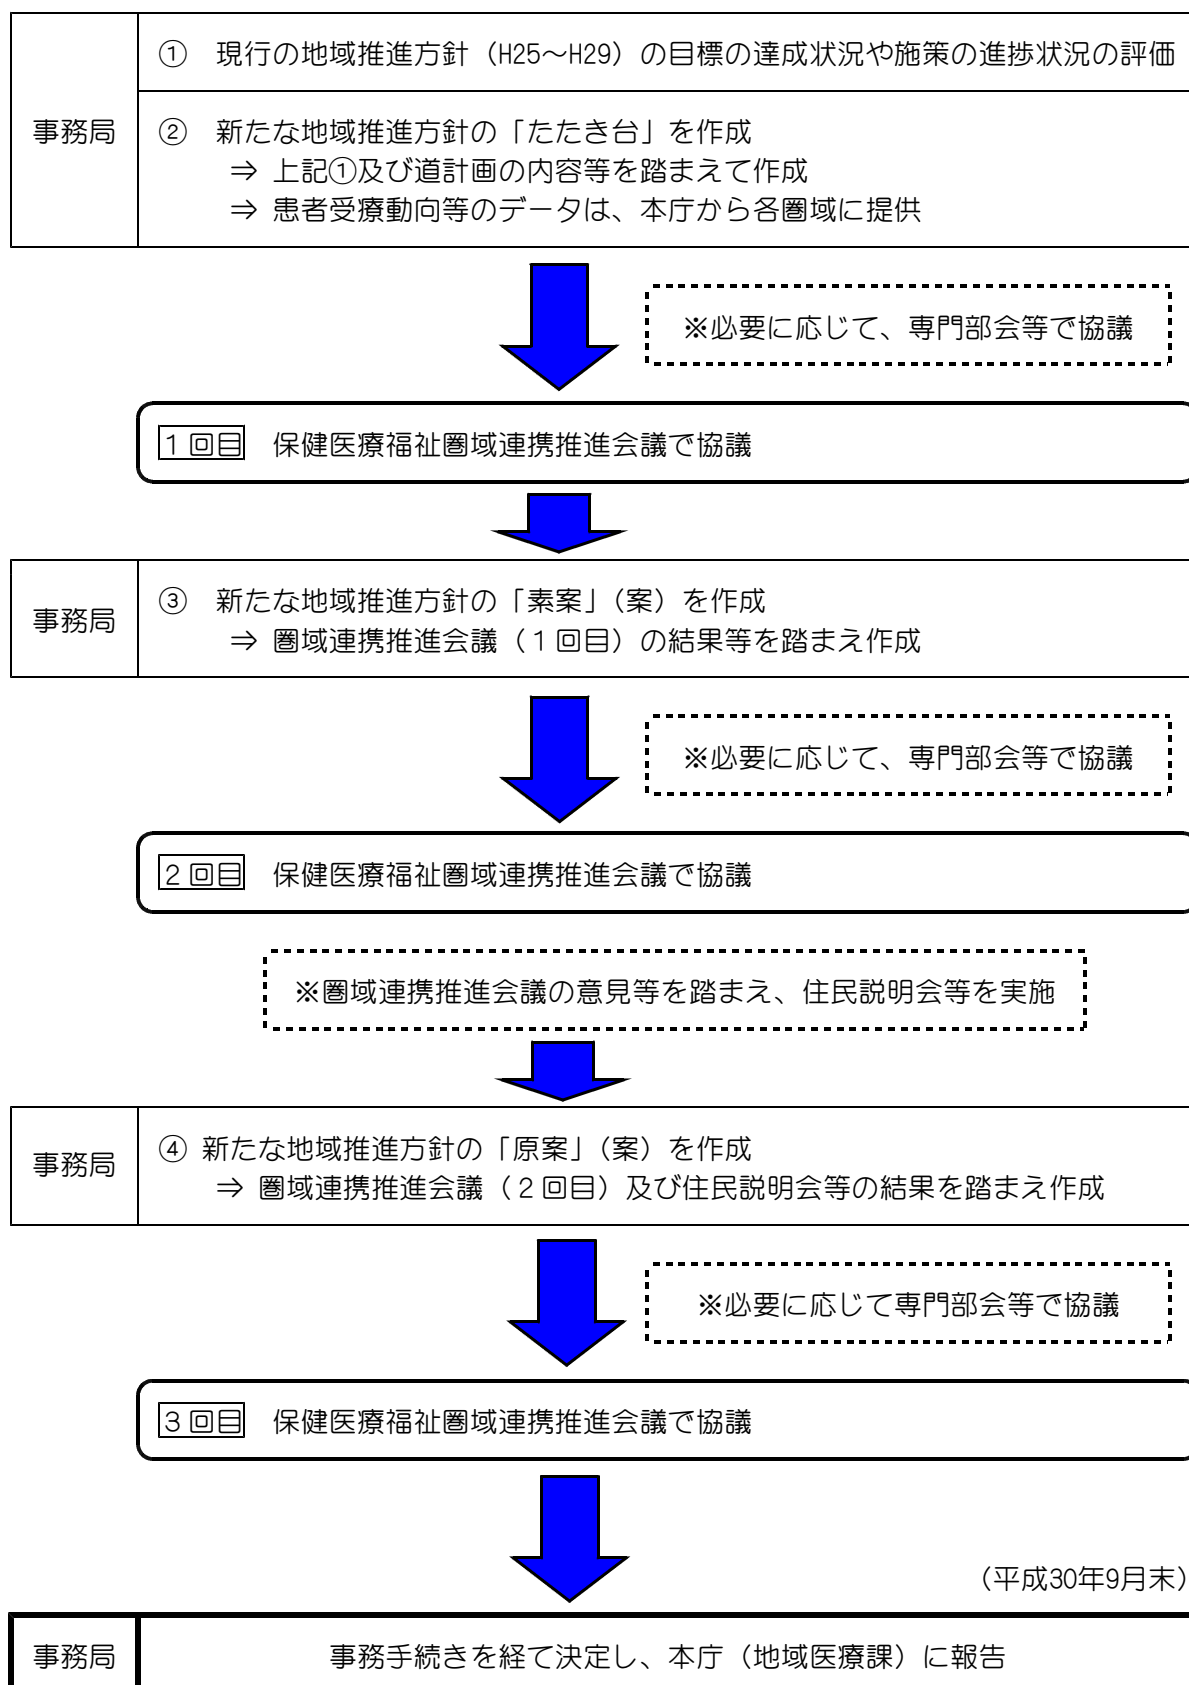 事務局
① 現行の地域推進方針（H25～H29）の目標の達成状況や施策の進捗状況の評価
② 新たな地域推進方針の「たたき台」を作成
⇒ 上記①及び道計画の内容等を踏まえて作成
⇒ 患者受療動向等のデータは、本庁から各圏域に提供
※必要に応じて、専門部会等で協議
１回目 保健医療福祉圏域連携推進会議で協議
事務局
③ 新たな地域推進方針の「素案」（案）を作成
⇒ 圏域連携推進会議（１回目）の結果等を踏まえ作成
※必要に応じて、専門部会等で協議
２回目 保健医療福祉圏域連携推進会議で協議
※圏域連携推進会議の意見等を踏まえ、住民説明会等を実施
事務局
④ 新たな地域推進方針の「原案」（案）を作成
⇒ 圏域連携推進会議（２回目）及び住民説明会等の結果を踏まえ作成
※必要に応じて専門部会等で協議
３回目 保健医療福祉圏域連携推進会議で協議
（平成30年9月末）
事務局
事務手続きを経て決定し、本庁（地域医療課）に報告